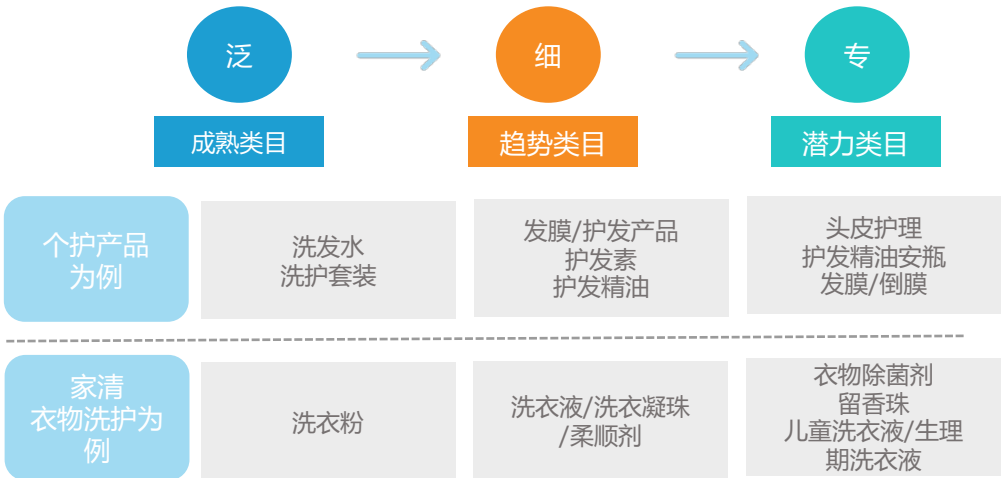 泛
细
专
成熟类目
趋势类目
潜力类目
个护产品
为例
洗发水
洗护套装
发膜/护发产品
护发素
护发精油
头皮护理
护发精油安瓶
发膜/倒膜
家清
衣物洗护为
例
洗衣粉
洗衣液/洗衣凝珠
/柔顺剂
衣物除菌剂
留香珠
儿童洗衣液/生理
期洗衣液